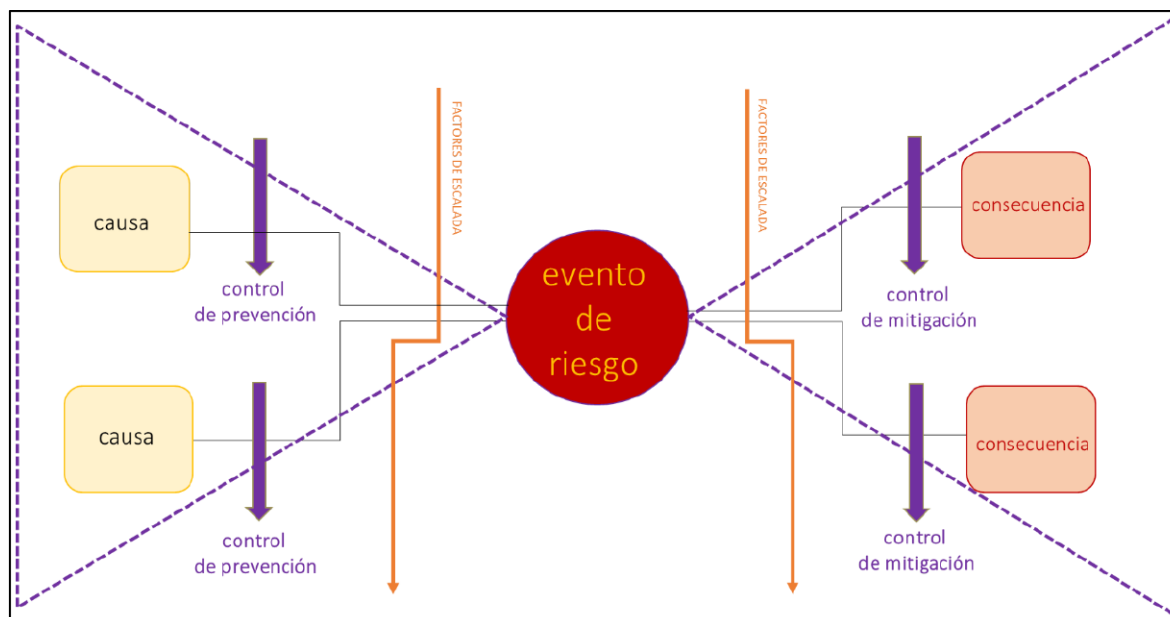 causa
control
de prevención
causa
control
de prevención
FACTORES DE ESCALADA
evento
de
riesgo
FACTORES DE ESCALADA
consecuencia
control
de mitigación
consecuencia
control
de mitigación